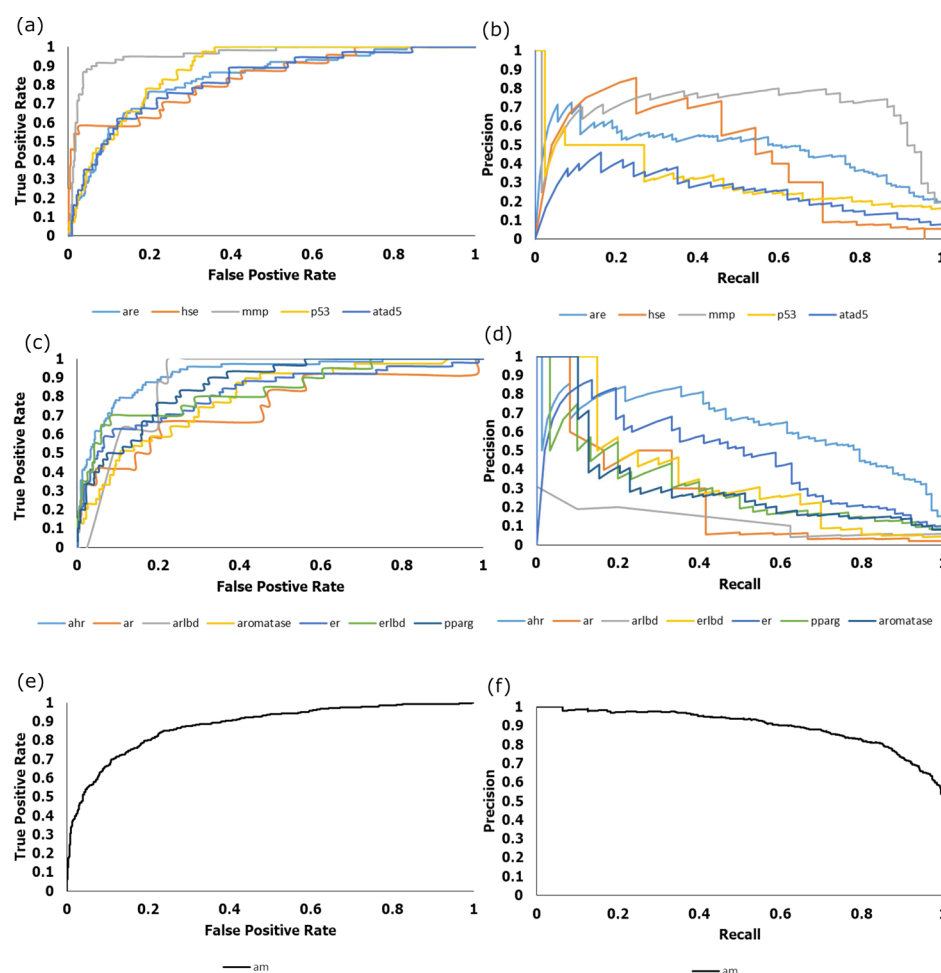 (a)
1
0.9
0.8
0.7
0.6
0.5
0.4
0.3
0.2
0.1
0
True Positive Rate
0 0.2 0.4 0.6 0.8 1
False Postive Rate
are hse mmp p53 atad5
(b)
1
0.9
0.8
0.7
0.6
0.5
0.4
0.3
0.2
0.1
0
Precision
0 0.2 0.4 0.6 0.8 1
Recall
are hse mmp p53 atad5
(c)
1
0.9
0.8
0.7
0.6
0.5
0.4
0.3
0.2
0.1
0
True Positive Rate
0 0.2 0.4 0.6 0.8 1
False Postive Rate
ahr ar arlbd aromatase er erlbd pparg
(d)
1
0.9
0.8
0.7
0.6
0.5
0.4
0.3
0.2
0.1
0
Precision
0 0.2 0.4 0.6 0.8 1
Recall
ahr ar arlbd erlbd er pparg aromatase
(e)
1
0.9
0.8
0.7
0.6
0.5
0.4
0.3
0.2
0.1
0
True Positive Rate
0 0.2 0.4 0.6 0.8 1
False Positive Rate
am
(f)
1
0.9
0.8
0.7
0.6
0.5
0.4
0.3
0.2
0.1
0
Precision
0 0.2 0.4 0.6 0.8 1
Recall
am